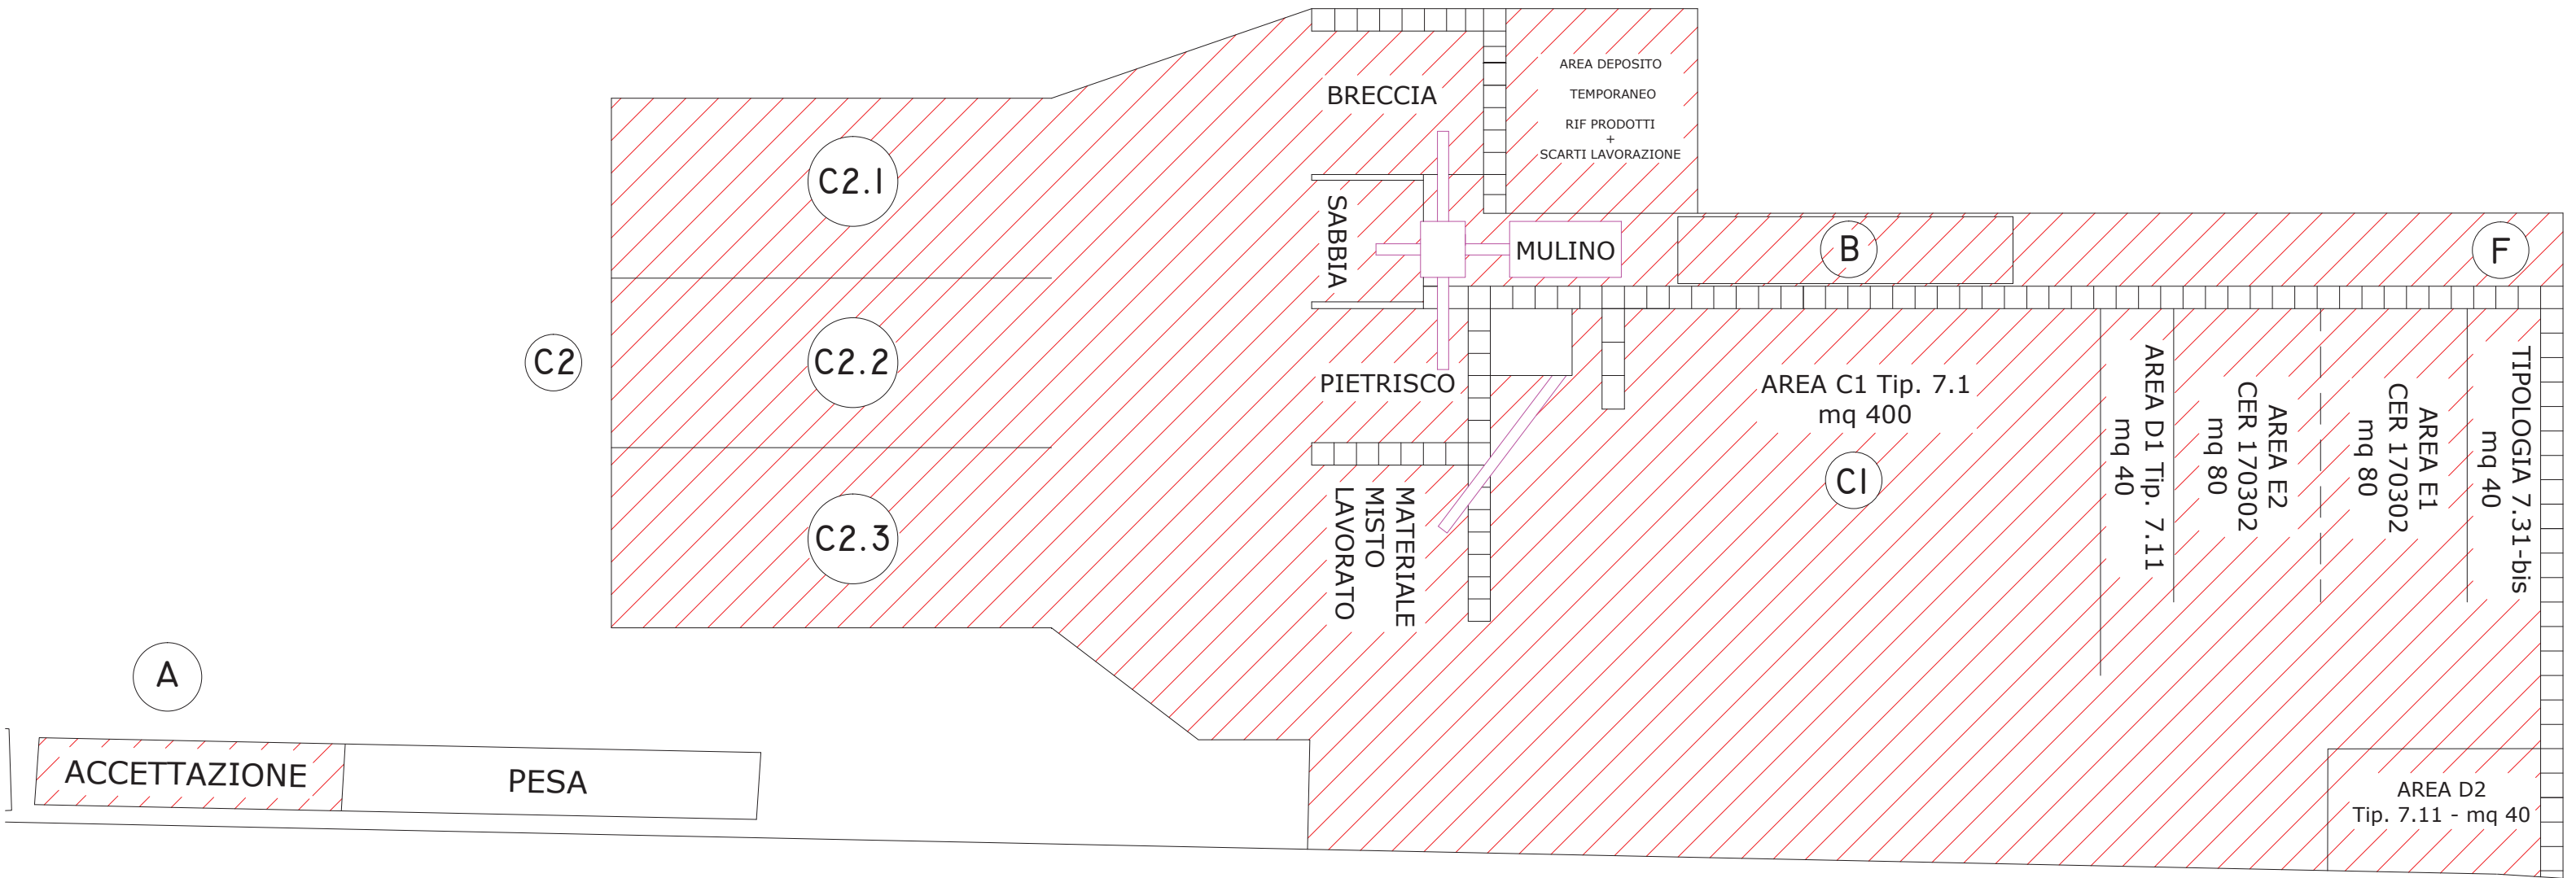 BRECCIA
AREA DEPOSITO
TEMPORANEO
RIF PRODOTTI
+
SCARTI LAVORAZIONE
C2.1
SABBIA
MULINO
B
F
C2
C2.2
PIETRISCO
AREA C1 Tip. 7.1
mq 400
C1
AREA D1 Tip. 7.11
mq 40
AREA E2
CER 170302
mq 80
AREA E1
CER 170302
mq 80
TIPOLOGIA 7.31-bis
mq 40
C2.3
MATERIALE
MISTO
LAVORATO
A
ACCETTAZIONE
PESA
AREA D2
Tip. 7.11 - mq 40